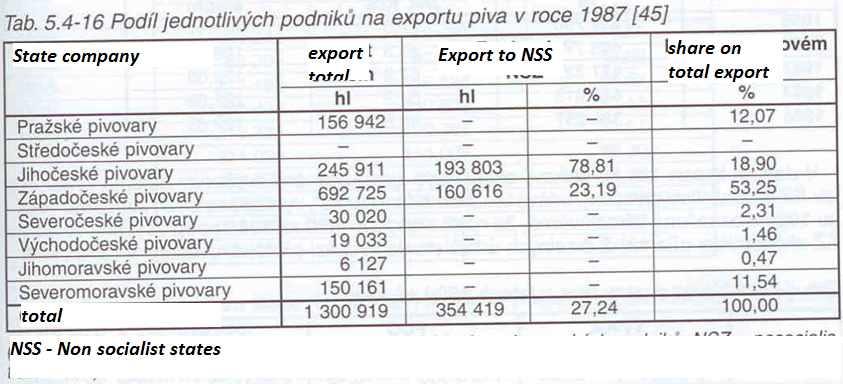 Tab. 5.4-16 Podíl jednotlivých podniků na exportu piva v roce 1987 [45]
State company export total Export to NSS share on total export
hl hl % %
Pražské pivovary 156 942 – – 12,07
Středočeské pivovary – – – –
Jihočeské pivovary 245 911 193 803 78,81 18,90
Západočeské pivovary 692 725 160 616 23,19 53,25
Severočeské pivovary 30 020 – – 2,31
Východočeské pivovary 19 033 – – 1,46
Jihomoravské pivovary 6 127 – – 0,47
Severomoravské pivovary 150 161 – – 11,54
total 1 300 919 354 419 27,24 100,00
NSS - Non socialist states